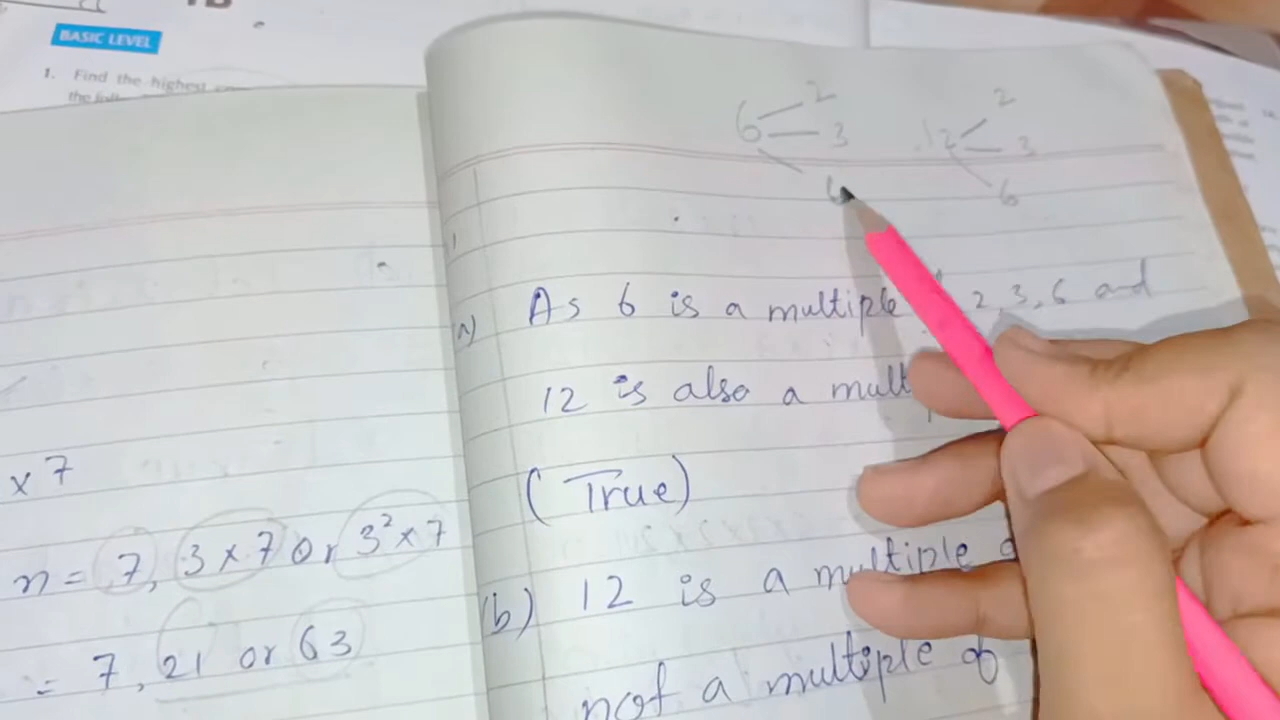 BASIC LEVEL
1. Find the highest
the
× 7
n = 7, 3 × 7 or 3² × 7
= 7, 21 or 63
6 2
3
6
12 2
3
6
a) As 6 is a multiple 2, 3, 6 and
12 is also a
(True)
(b) 12 is a multiple
not a multiple of